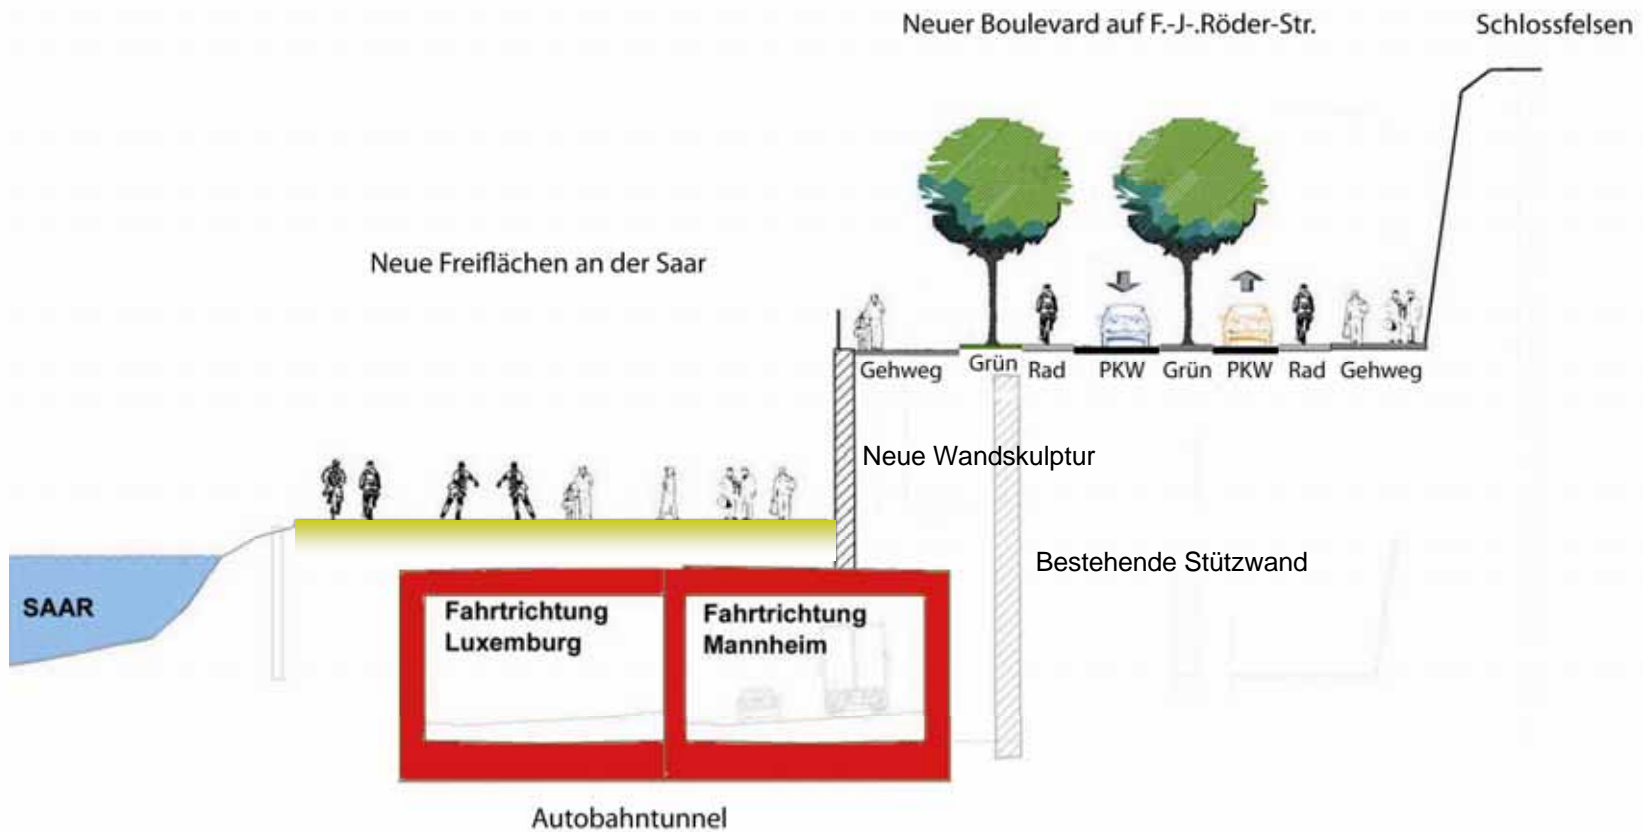 Neuer Boulevard auf F.-J-.Röder-Str.
Schlossfelsen
Neue Freiflächen an der Saar
Gehweg
Grün
Rad
PKW
Grün
PKW
Rad
Gehweg
Neue Wandskulptur
Bestehende Stützwand
SAAR
Fahrtrichtung
Luxemburg
Fahrtrichtung
Mannheim
Autobahntunnel